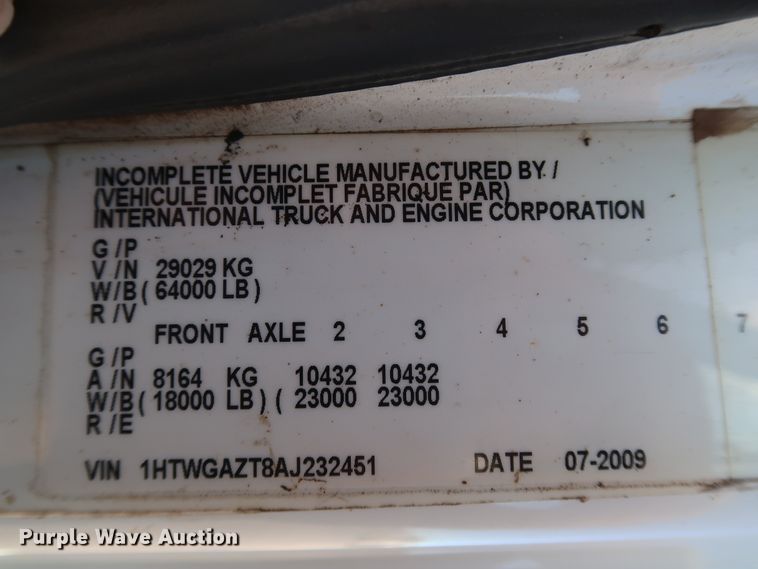 INCOMPLETE VEHICLE MANUFACTURED BY /
(VEHICULE INCOMPLET FABRIQUE PAR)
INTERNATIONAL TRUCK AND ENGINE CORPORATION
G /P
V /N 29029 KG
W/B ( 64000 LB )
R /V
FRONT AXLE 2 3 4 5 6 7
G /P
A /N 8164 KG 10432 10432
W/B ( 18000 LB ) ( 23000 23000
R /E
VIN 1HTWGAZT8AJ232451 DATE 07-2009
Purple Wave Auction